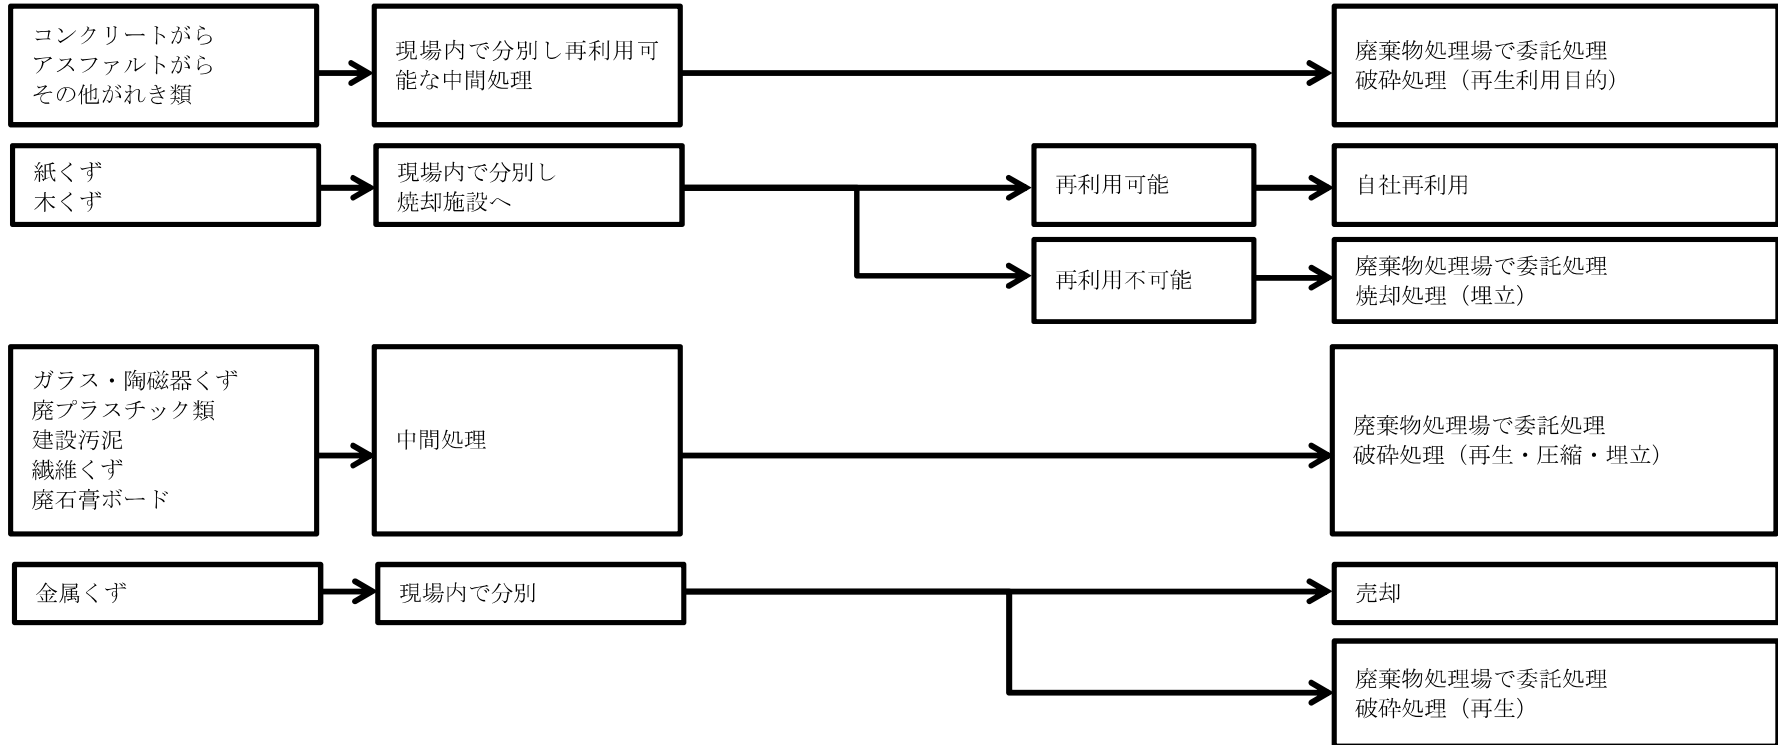 コンクリートがら
アスファルトがら
その他がれき類
現場内で分別し再利用可
能な中間処理
廃棄物処理場で委託処理
破砕処理（再生利用目的）
紙くず
木くず
現場内で分別し
焼却施設へ
再利用可能
自社再利用
再利用不可能
廃棄物処理場で委託処理
焼却処理（埋立）
ガラス・陶磁器くず
廃プラスチック類
建設汚泥
繊維くず
廃石膏ボード
中間処理
廃棄物処理場で委託処理
破砕処理（再生・圧縮・埋立）
金属くず
現場内で分別
売却
廃棄物処理場で委託処理
破砕処理（再生）